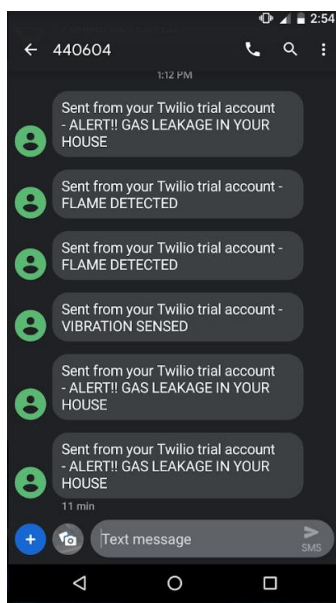 2:54
440604
1:12 PM
Sent from your Twilio trial account
- ALERT!! GAS LEAKAGE IN YOUR
HOUSE
Sent from your Twilio trial account -
FLAME DETECTED
Sent from your Twilio trial account -
FLAME DETECTED
Sent from your Twilio trial account -
VIBRATION SENSED
Sent from your Twilio trial account
- ALERT!! GAS LEAKAGE IN YOUR
HOUSE
Sent from your Twilio trial account
- ALERT!! GAS LEAKAGE IN YOUR
HOUSE
11 min
Text message
SMS